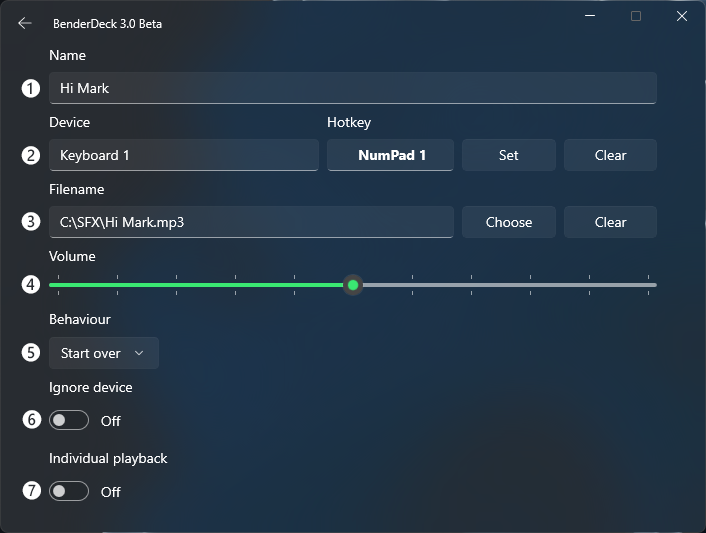 BenderDeck 3.0 Beta
Name
1 Hi Mark
Device Hotkey
2 Keyboard 1 NumPad 1 Set Clear
Filename
3 C:\SFX\Hi Mark.mp3 Choose Clear
Volume
4
Behaviour
5 Start over
Ignore device
6 Off
Individual playback
7 Off